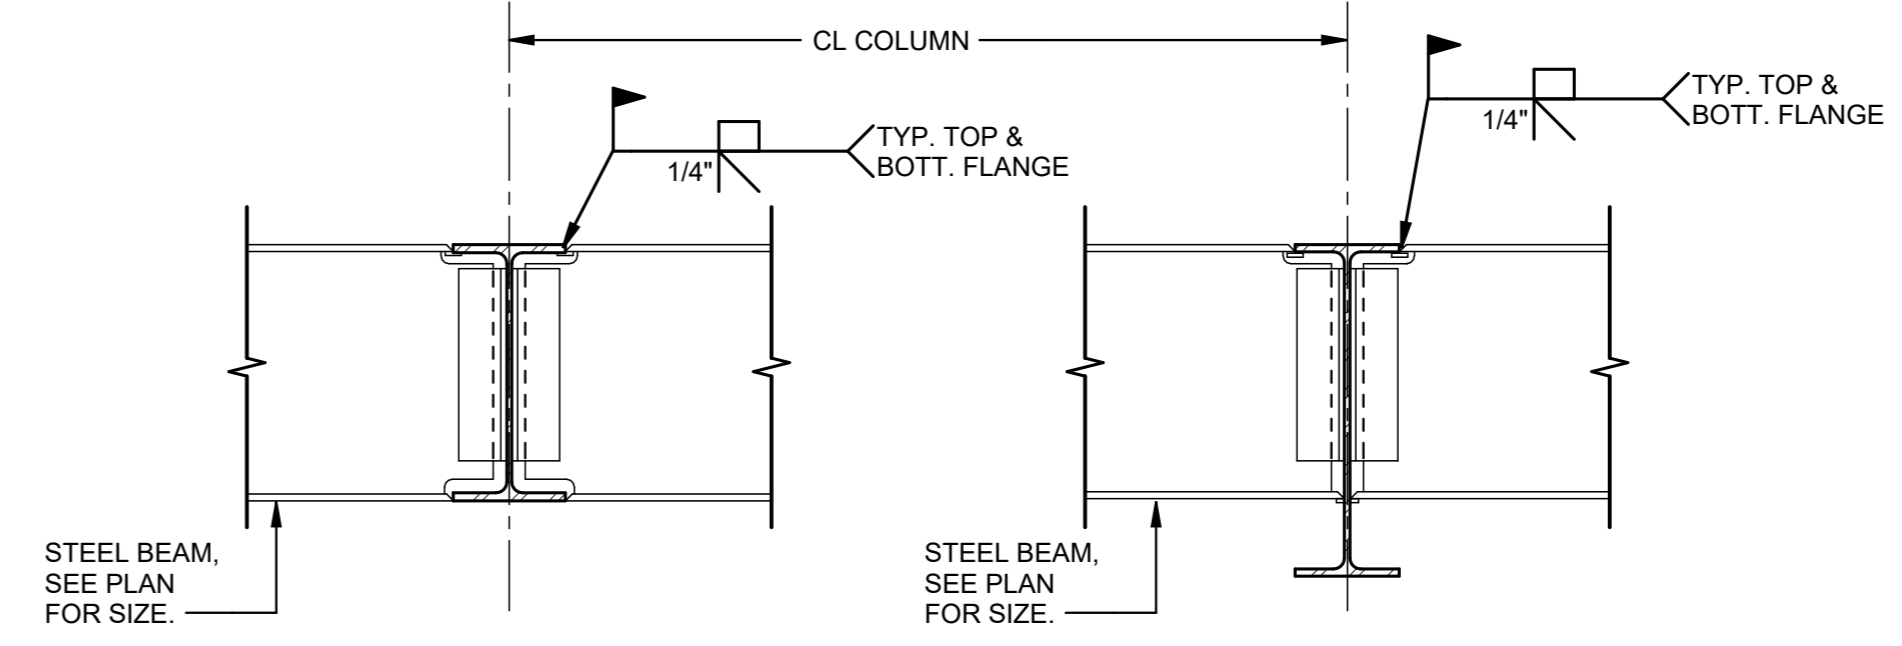 CL COLUMN
TYP. TOP &
BOTT. FLANGE
1/4"
TYP. TOP &
BOTT. FLANGE
1/4"
STEEL BEAM,
SEE PLAN
FOR SIZE.
STEEL BEAM,
SEE PLAN
FOR SIZE.